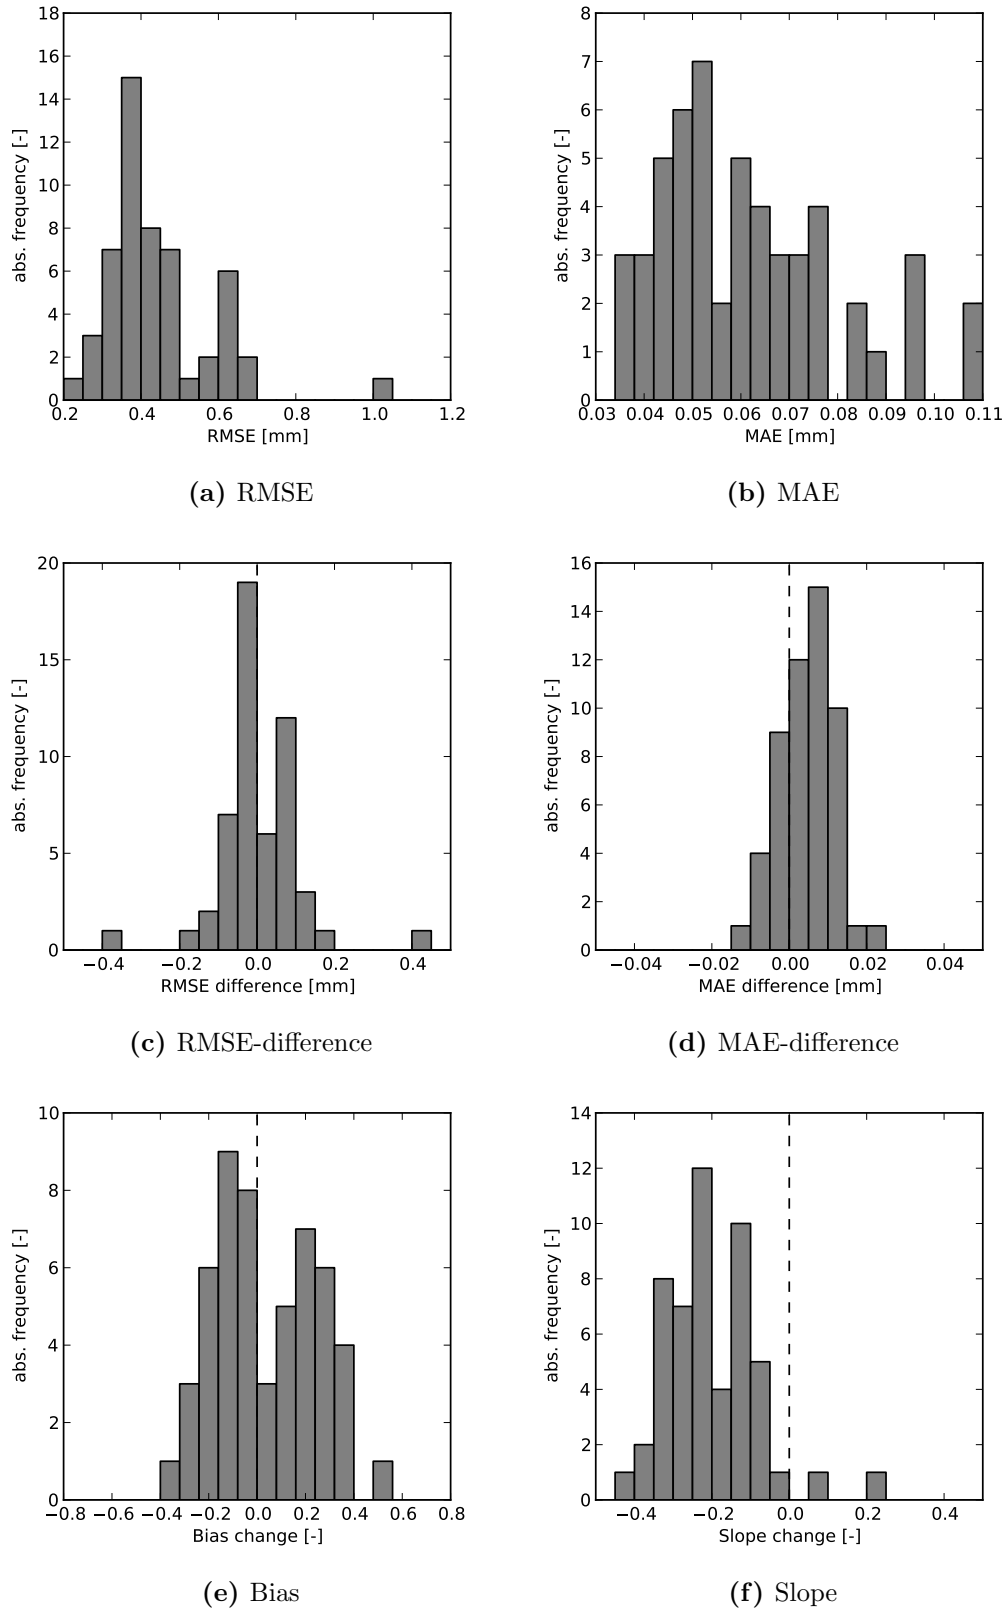 18
16
14
12
10
8
6
4
2
0
abs. frequency [-]
0.2 0.4 0.6 0.8 1.0 1.2
RMSE [mm]
(a) RMSE
8
7
6
5
4
3
2
1
0
abs. frequency [-]
0.03 0.04 0.05 0.06 0.07 0.08 0.09 0.10 0.11
MAE [mm]
(b) MAE
20
15
10
5
0
abs. frequency [-]
−0.4 −0.2 0.0 0.2 0.4
RMSE difference [mm]
(c) RMSE-difference
16
14
12
10
8
6
4
2
0
abs. frequency [-]
−0.04 −0.02 0.00 0.02 0.04
MAE difference [mm]
(d) MAE-difference
10
8
6
4
2
0
abs. frequency [-]
−0.8 −0.6 −0.4 −0.2 0.0 0.2 0.4 0.6 0.8
Bias change [-]
(e) Bias
14
12
10
8
6
4
2
0
abs. frequency [-]
−0.4 −0.2 0.0 0.2 0.4
Slope change [-]
(f) Slope